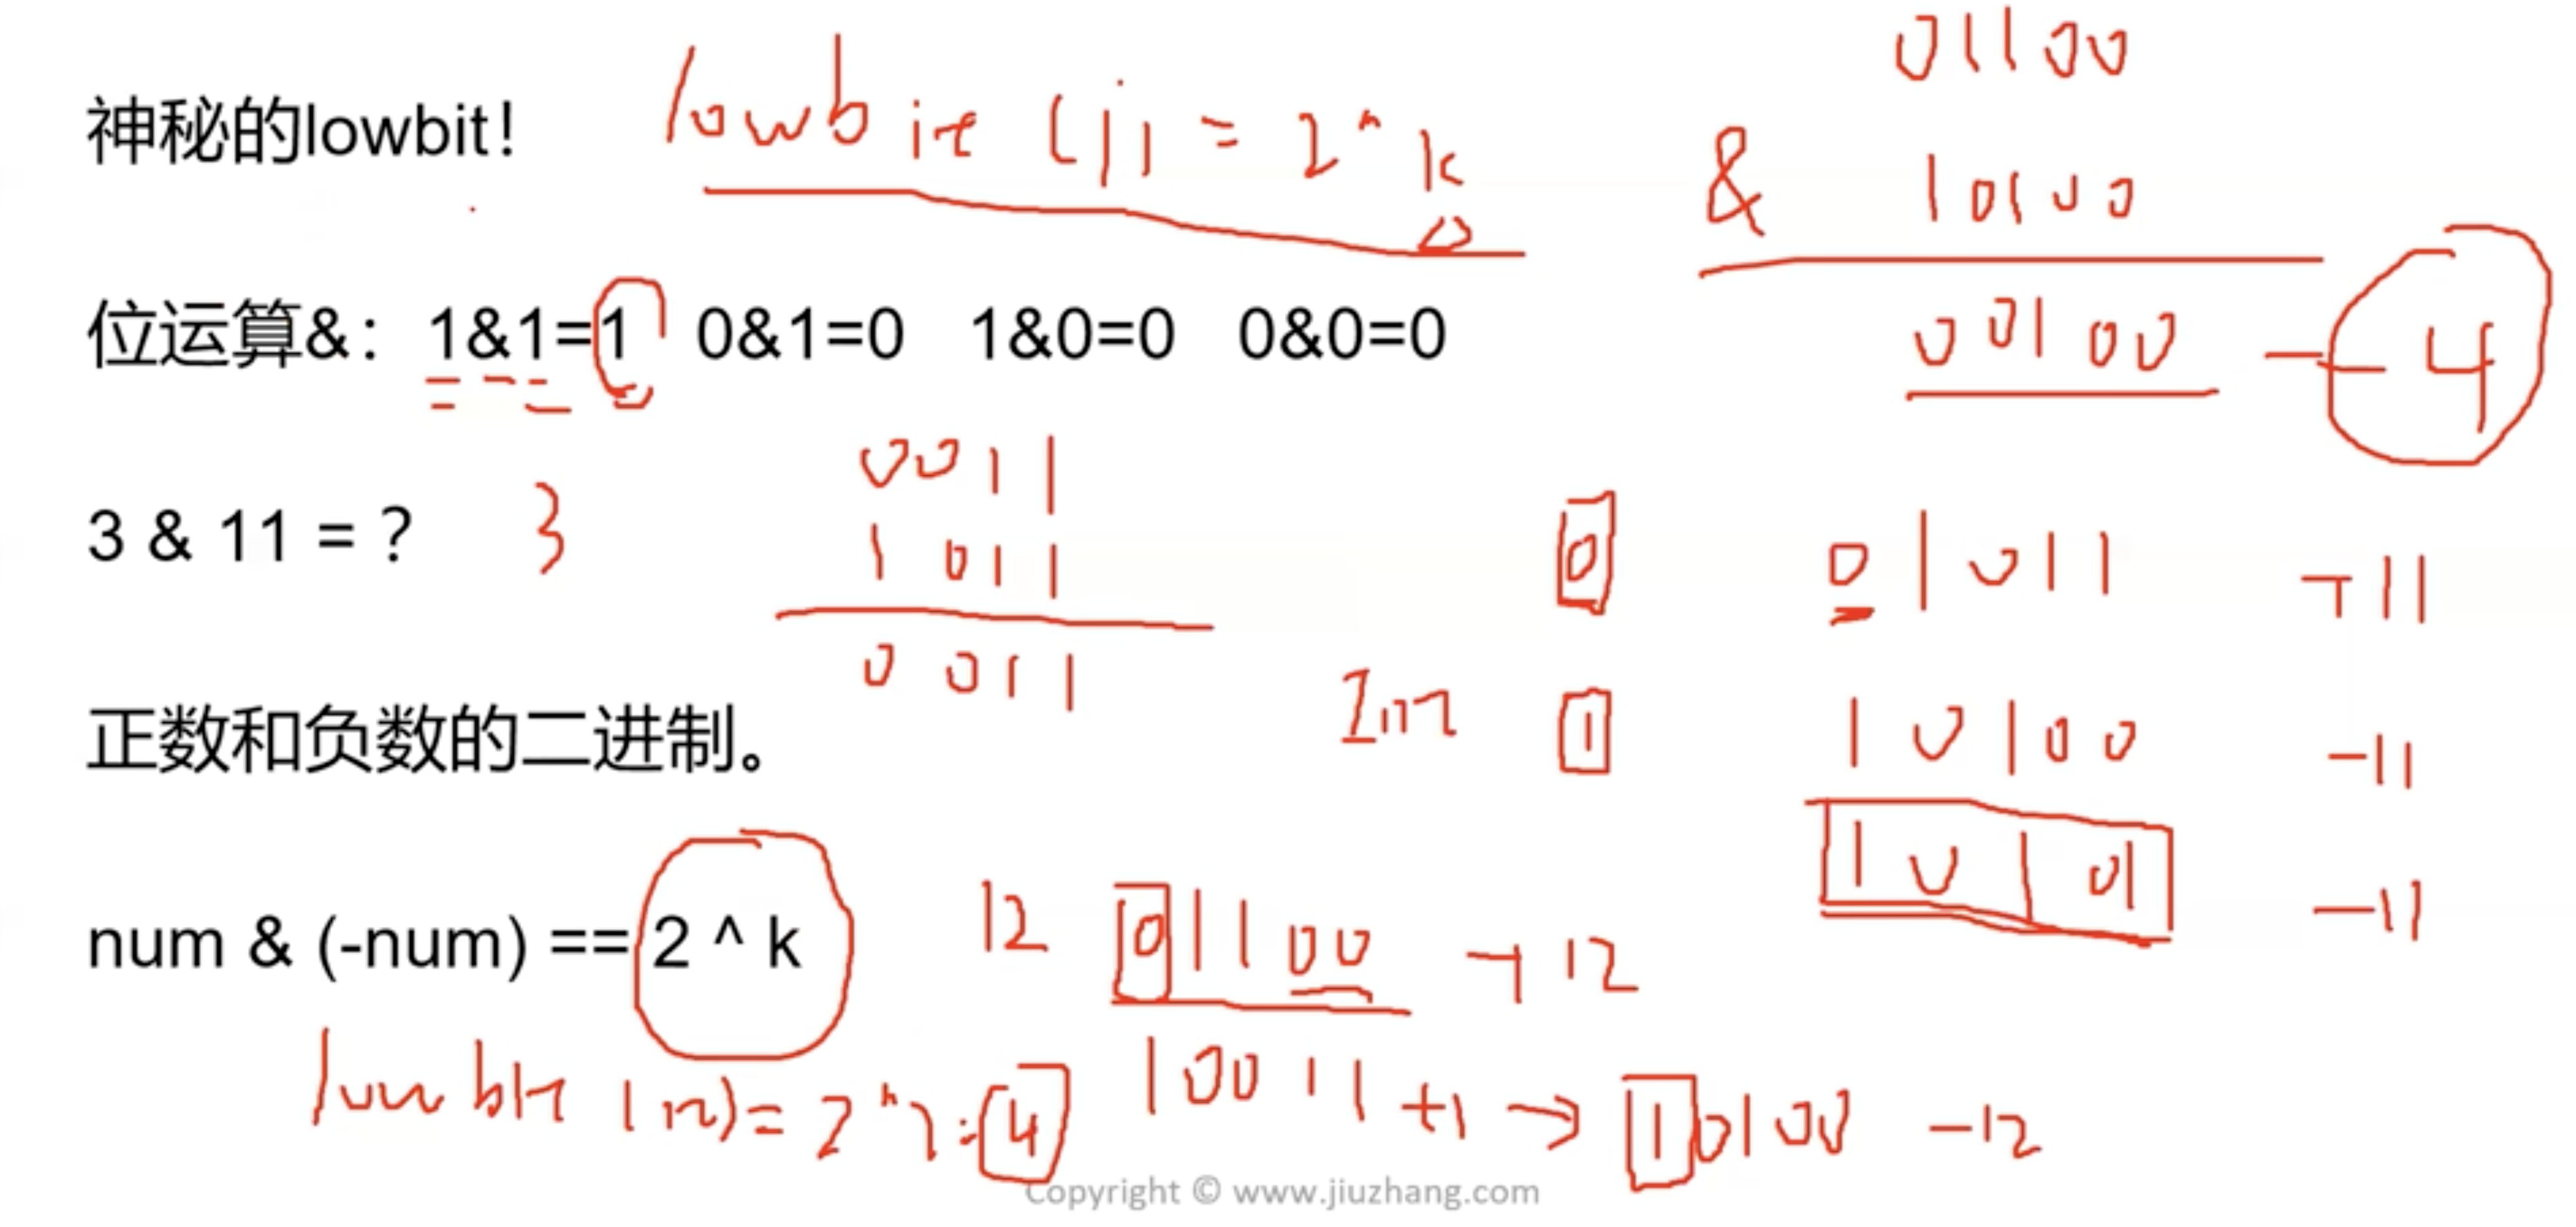 神秘的lowbit！ lowbit (j) = 2^k
01100
& 10100
00100 — 4
位运算&：1&1=1 0&1=0 1&0=0 0&0=0
3 & 11 = ? 3
0011
1011
0011
0 01011 +11
1 10100 -11
10101 -11
正数和负数的二进制。
num & (-num) == 2 ^ k
12 01100 +12
lowbit (12) = 2^2 = 4
10011 +1 → 10100 -12
Copyright © www.jiuzhang.com